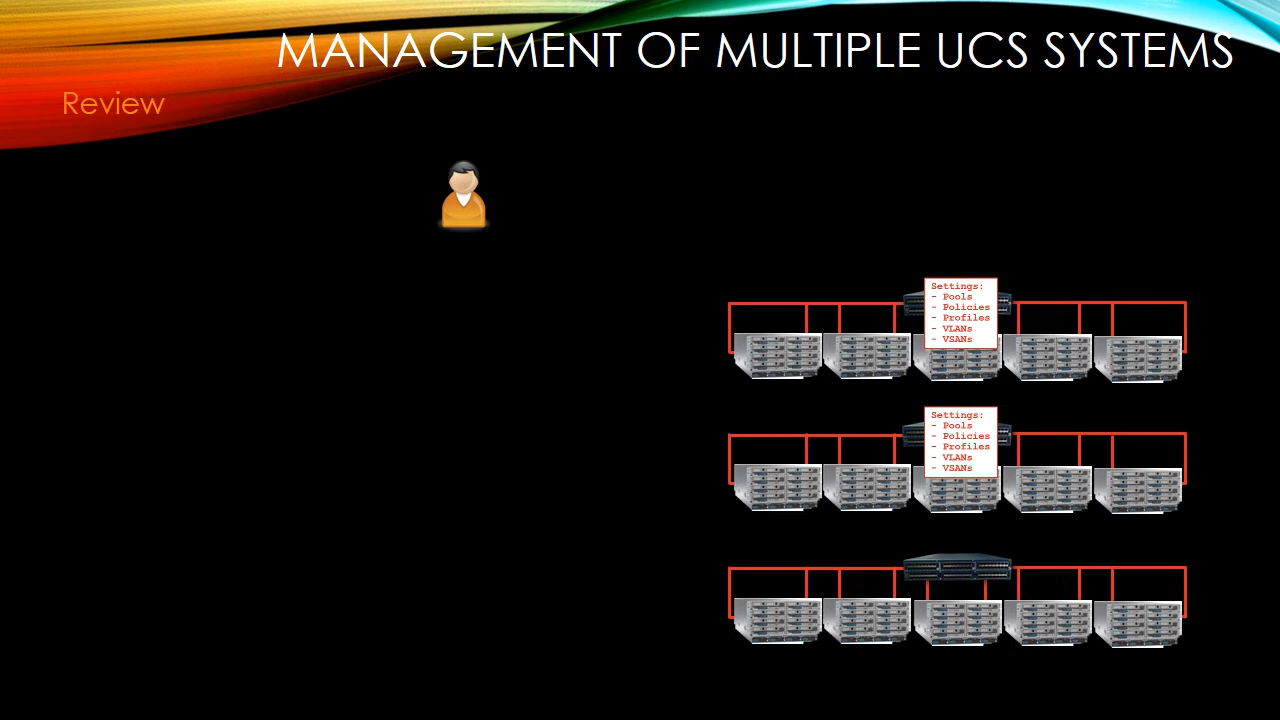 MANAGEMENT OF MULTIPLE UCS SYSTEMS
Review
Settings:
- Pools
- Policies
- Profiles
- VLANs
- VSANs
Settings:
- Pools
- Policies
- Profiles
- VLANs
- VSANs